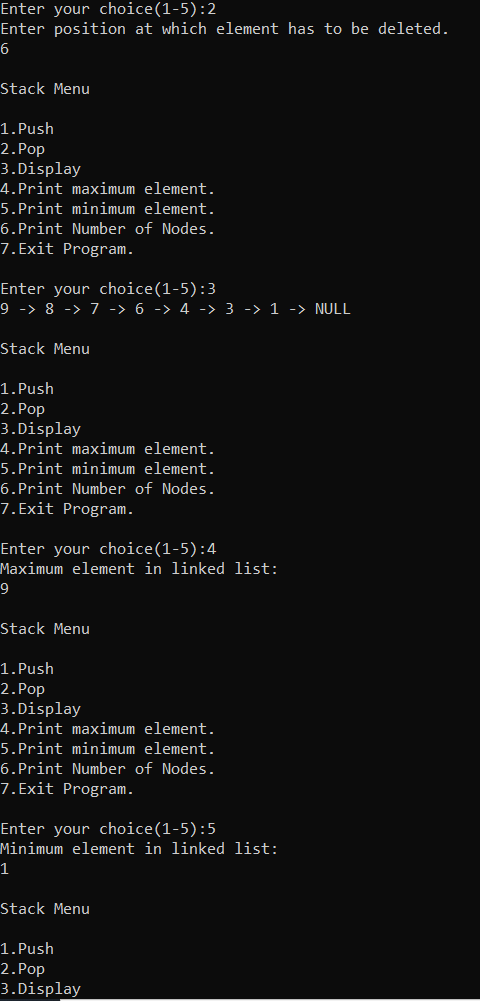 Enter your choice(1-5):2
Enter position at which element has to be deleted.
6
Stack Menu
1.Push
2.Pop
3.Display
4.Print maximum element.
5.Print minimum element.
6.Print Number of Nodes.
7.Exit Program.
Enter your choice(1-5):3
9 -> 8 -> 7 -> 6 -> 4 -> 3 -> 1 -> NULL
Stack Menu
1.Push
2.Pop
3.Display
4.Print maximum element.
5.Print minimum element.
6.Print Number of Nodes.
7.Exit Program.
Enter your choice(1-5):4
Maximum element in linked list:
9
Stack Menu
1.Push
2.Pop
3.Display
4.Print maximum element.
5.Print minimum element.
6.Print Number of Nodes.
7.Exit Program.
Enter your choice(1-5):5
Minimum element in linked list:
1
Stack Menu
1.Push
2.Pop
3.Display